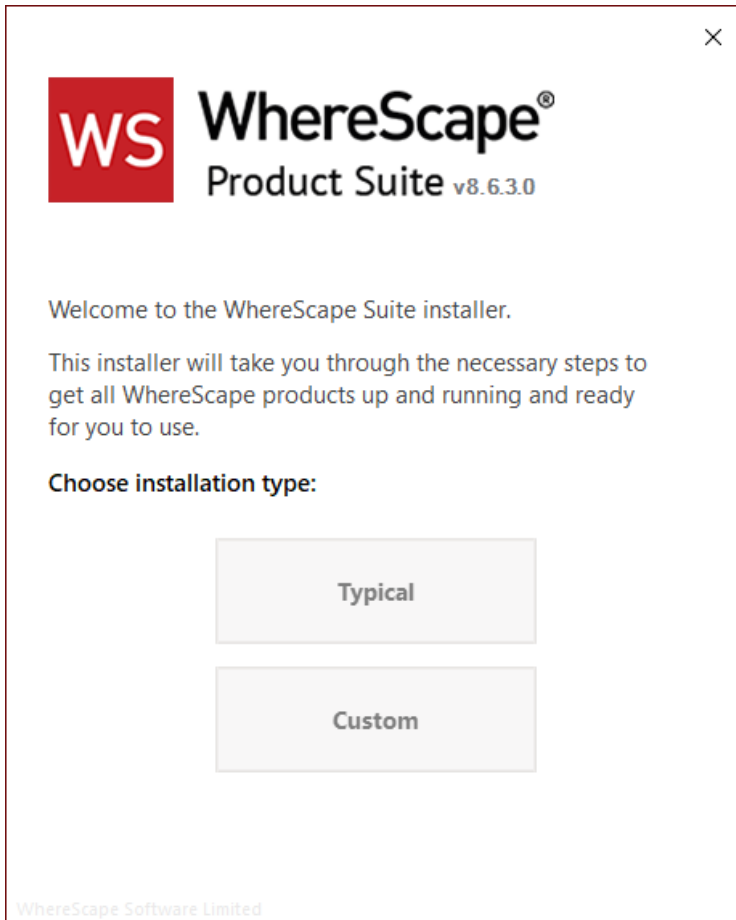 WS
WhereScape®
Product Suite v8.6.3.0
Welcome to the WhereScape Suite installer.
This installer will take you through the necessary steps to
get all WhereScape products up and running and ready
for you to use.
Choose installation type:
Typical
Custom
WhereScape Software Limited